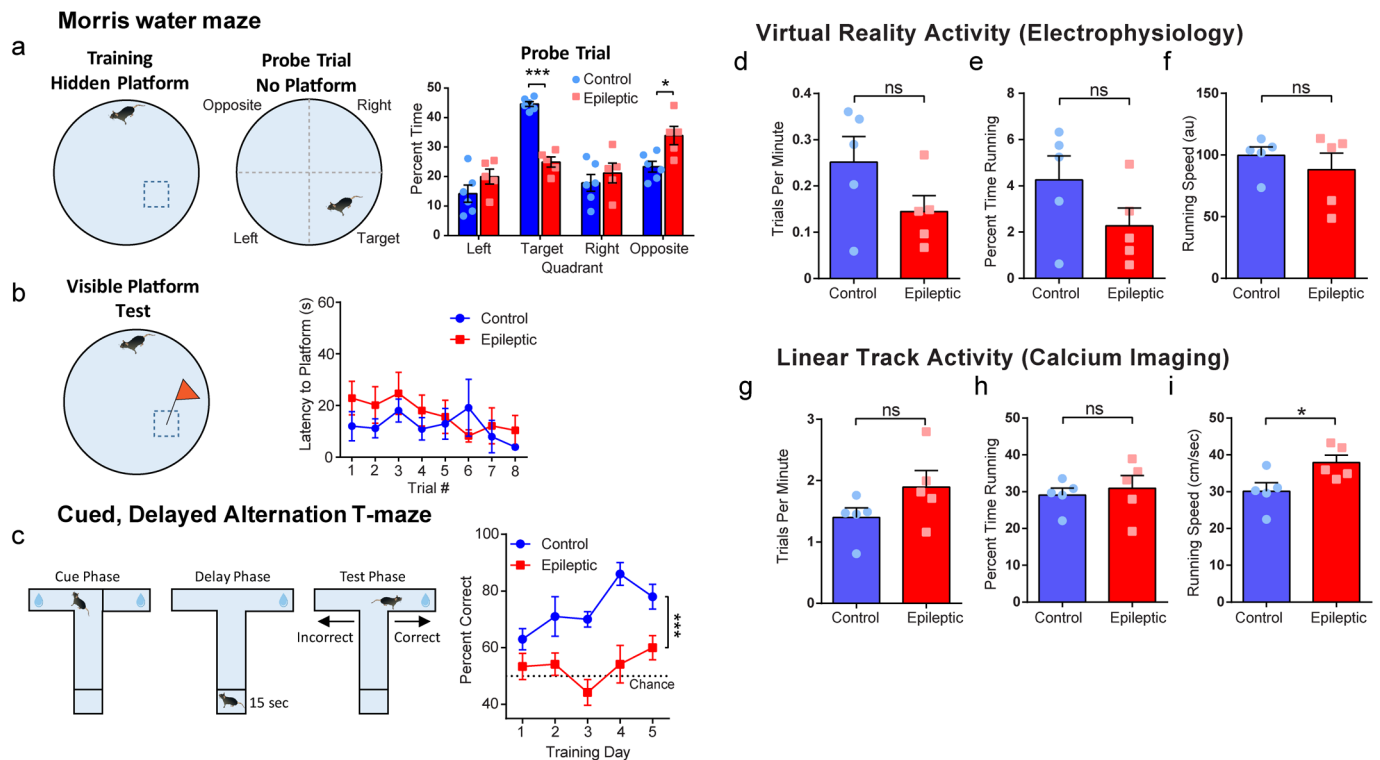 Morris water maze
a
Training
Hidden Platform
Probe Trial
No Platform
Opposite
Right
Left
Target
Probe Trial
Control
Epileptic
***
*
Percent Time
50
40
30
20
10
0
Left
Target
Right
Opposite
Quadrant
b
Visible Platform
Test
Latency to Platform (s)
60
40
20
0
Control
Epileptic
1
2
3
4
5
6
7
8
Trial #
Cued, Delayed Alternation T-maze
c
Cue Phase
Delay Phase
Test Phase
Incorrect
Correct
15 sec
Percent Correct
100
80
60
40
Control
Epileptic
***
Chance
1
2
3
4
5
Training Day
Virtual Reality Activity (Electrophysiology)
d
ns
Trials Per Minute
0.4
0.3
0.2
0.1
0.0
Control
Epileptic
e
ns
Percent Time Running
8
6
4
2
0
Control
Epileptic
f
ns
Running Speed (au)
150
100
50
0
Control
Epileptic
Linear Track Activity (Calcium Imaging)
g
ns
Trials Per Minute
3
2
1
0
Control
Epileptic
h
ns
Percent Time Running
50
40
30
20
10
0
Control
Epileptic
i
*
Running Speed (cm/sec)
50
40
30
20
10
0
Control
Epileptic